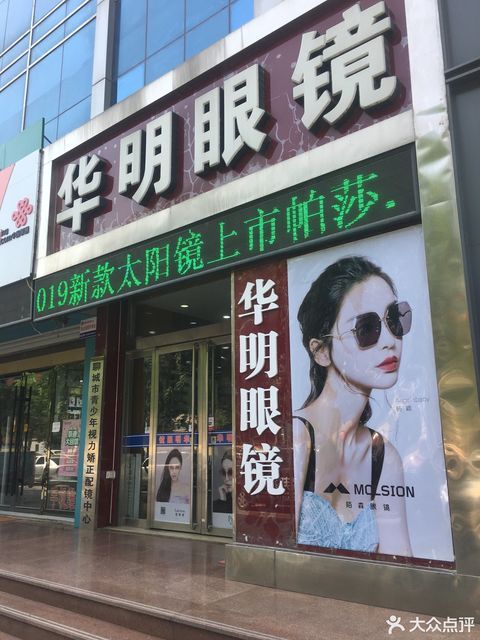 华明眼镜
019新款太阳镜上市帕莎.
华明眼镜
聊城市青少年视力矫正配镜中心
MOLSION
陌森眼镜
大众点评